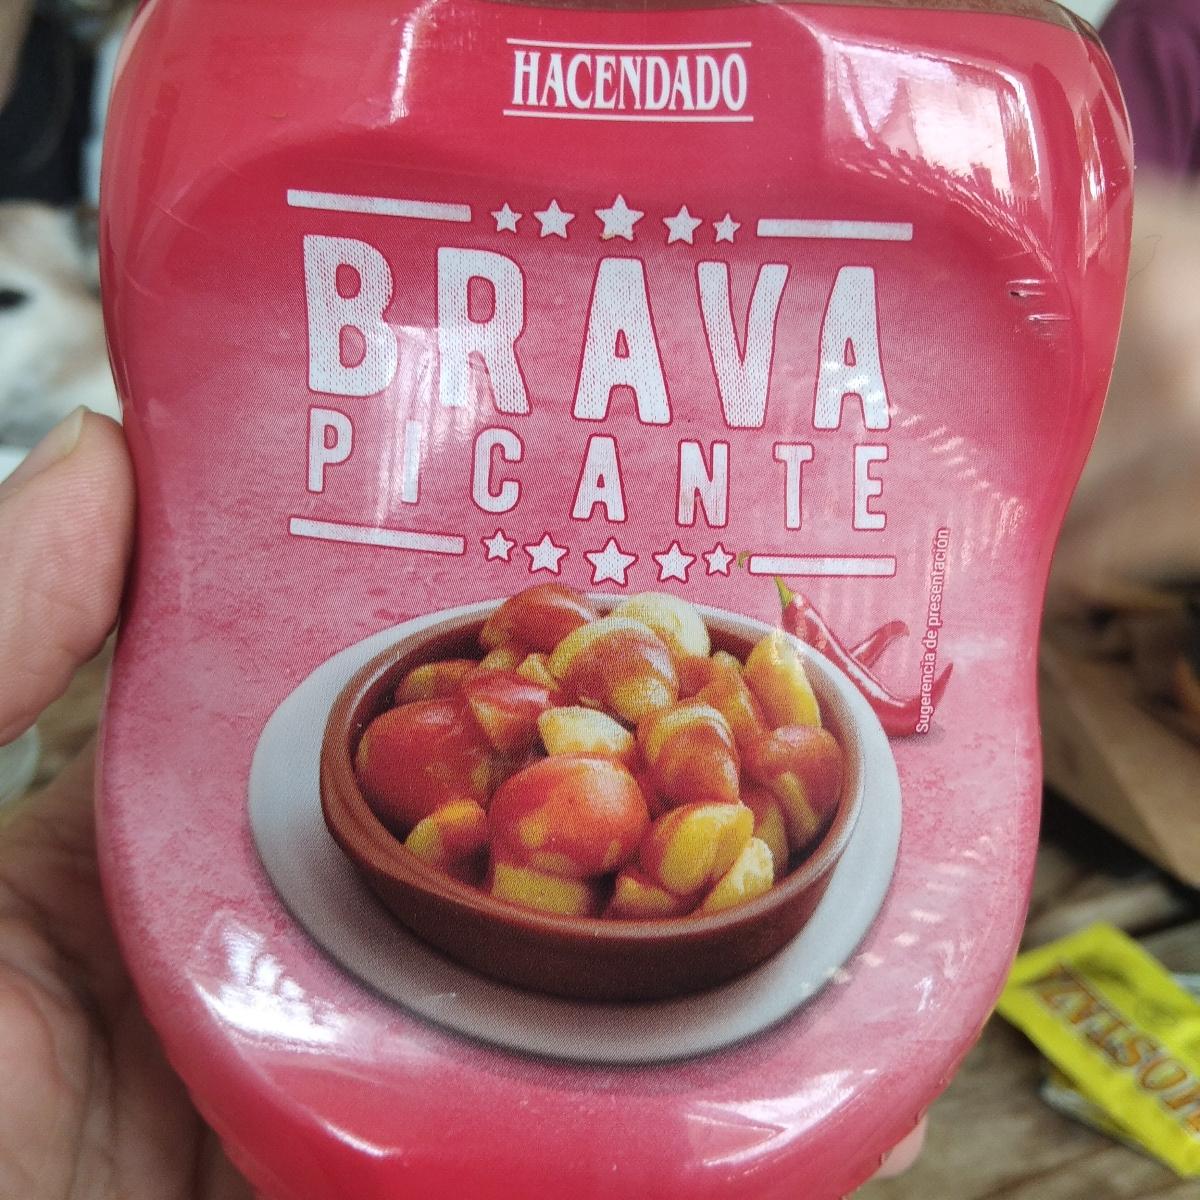 HACENDADO
BRAVA
PICANTE
Sugerencia de presentación